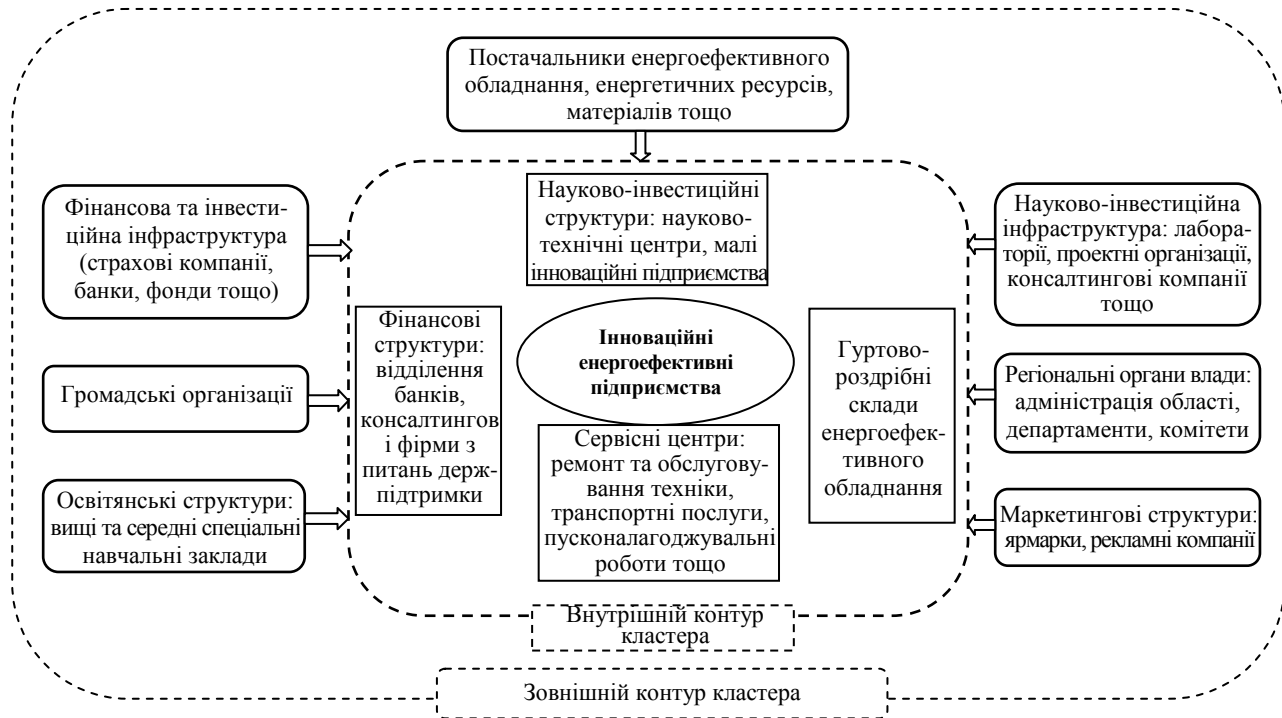 Постачальники енергоефективного
обладнання, енергетичних ресурсів,
матеріалів тощо
Фінансова та інвести-
ційна інфраструктура
(страхові компанії,
банки, фонди тощо)
Громадські організації
Освітянські структури:
вищі та середні спеціальні
навчальні заклади
Науково-інвестиційні
структури: науково-
технічні центри, малі
інноваційні підприємства
Фінансові
структури:
відділення
банків,
консалтингов
і фірми з
питань держ-
підтримки
Інноваційні
енергоефективні
підприємства
Сервісні центри:
ремонт та обслугову-
вання техніки,
транспортні послуги,
пусконалагоджувальні
роботи тощо
Гуртово-
роздрібні
склади
енергоефек-
тивного
обладнання
Науково-інвестиційна
інфраструктура: лабора-
торії, проектні організації,
консалтингові компанії
тощо
Регіональні органи влади:
адміністрація області,
департаменти, комітети
Маркетингові структури:
ярмарки, рекламні компанії
Внутрішній контур
кластера
Зовнішній контур кластера